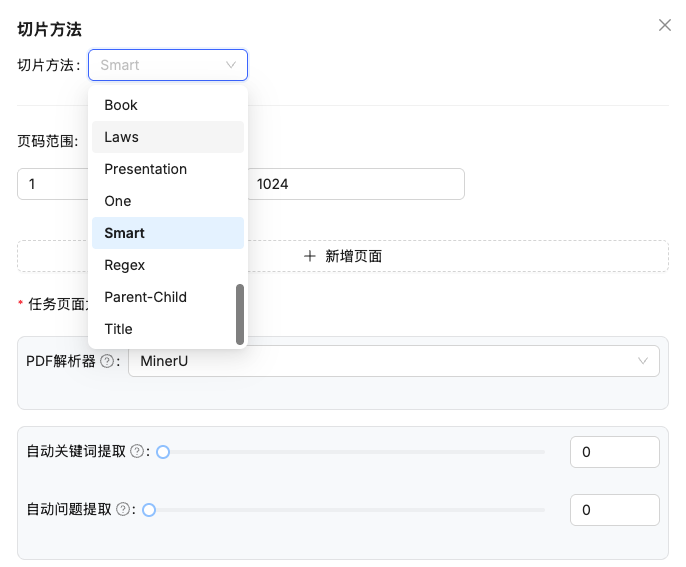 切片方法
切片方法: Smart
Book
Laws
页码范围:
Presentation
1 1024
One
Smart
+ 新增页面
Regex
Parent-Child
* 任务页面
Title
PDF解析器 ?: MinerU
自动关键词提取 ?: 0
自动问题提取 ?: 0